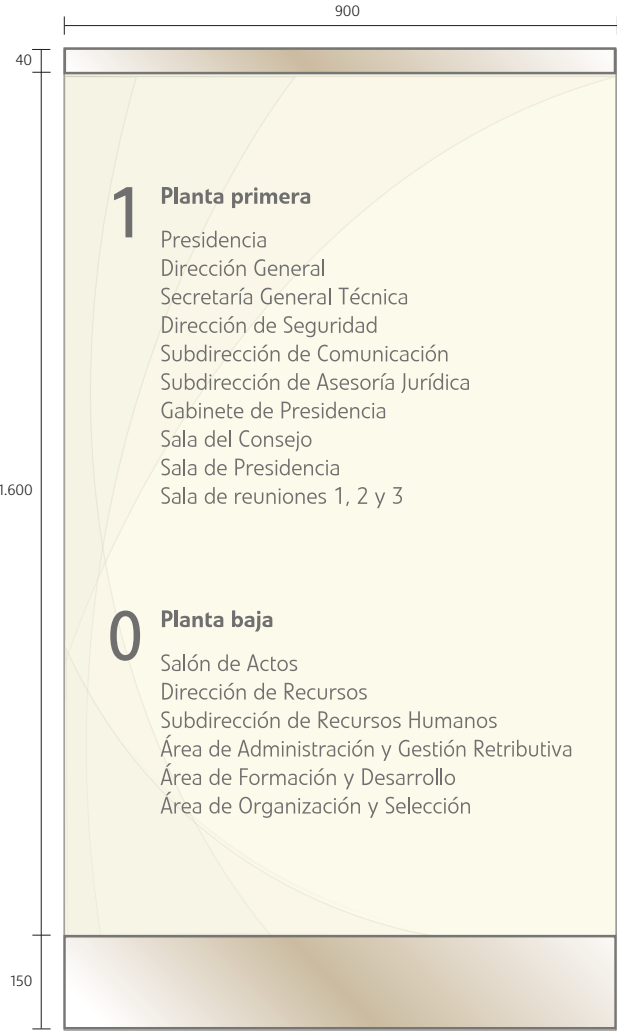 900
40
1 Planta primera
Presidencia
Dirección General
Secretaría General Técnica
Dirección de Seguridad
Subdirección de Comunicación
Subdirección de Asesoría Jurídica
Gabinete de Presidencia
Sala del Consejo
Sala de Presidencia
Sala de reuniones 1, 2 y 3
1.600
0 Planta baja
Salón de Actos
Dirección de Recursos
Subdirección de Recursos Humanos
Área de Administración y Gestión Retributiva
Área de Formación y Desarrollo
Área de Organización y Selección
150